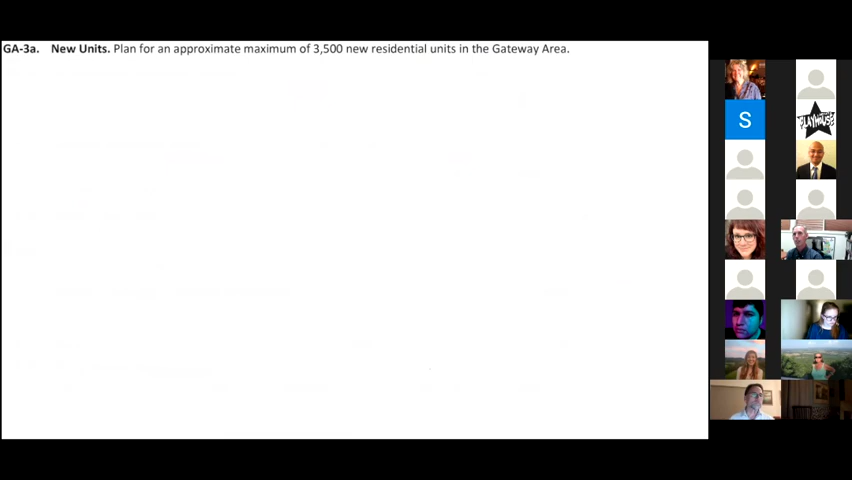 GA-3a. New Units. Plan for an approximate maximum of 3,500 new residential units in the Gateway Area.
S
PLAYHOUSE